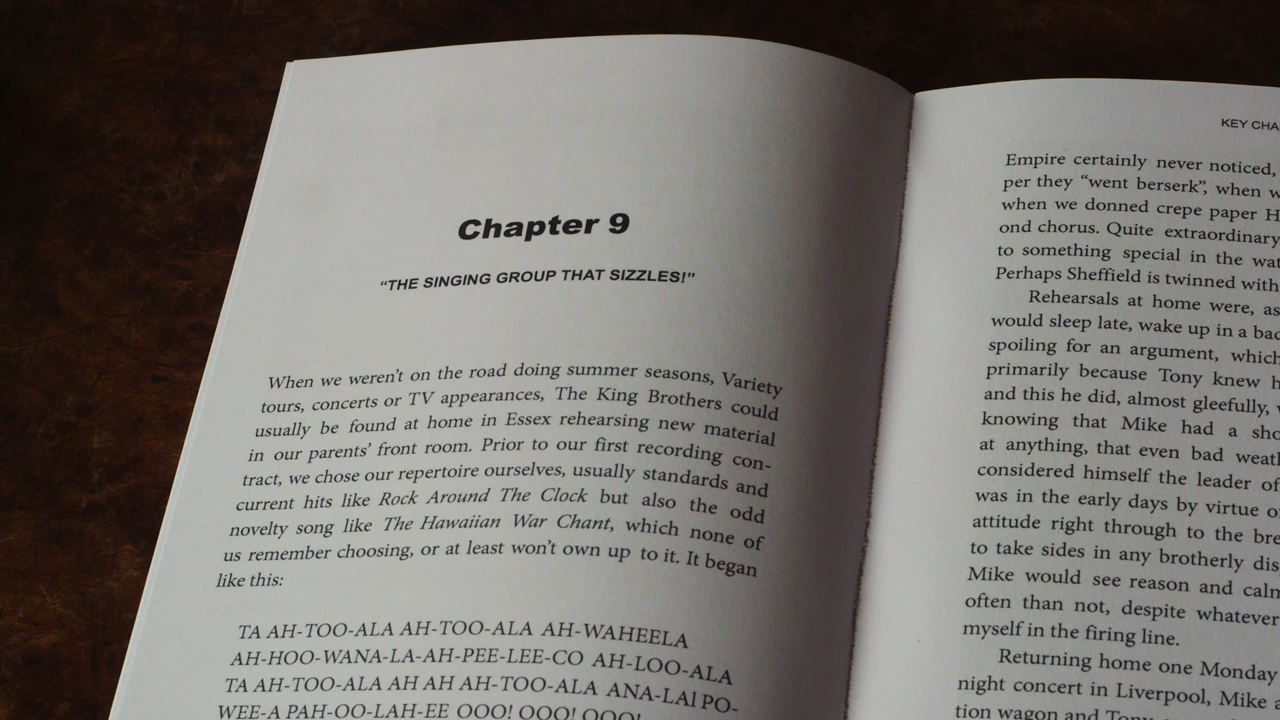 Chapter 9
“THE SINGING GROUP THAT SIZZLES!”
When we weren’t on the road doing summer seasons, Variety
tours, concerts or TV appearances, The King Brothers could
usually be found at home in Essex rehearsing new material
in our parents’ front room. Prior to our first recording con-
tract, we chose our repertoire ourselves, usually standards and
current hits like Rock Around The Clock but also the odd
novelty song like The Hawaiian War Chant, which none of
us remember choosing, or at least won’t own up to it. It began
like this:
TA AH-TOO-ALA AH-TOO-ALA AH-WAHEELA
AH-HOO-WANA-LA-AH-PEE-LEE-CO AH-LOO-ALA
TA AH-TOO-ALA AH AH AH-TOO-ALA ANA-LAI PO-
WEE-A PAH-OO-LAH-EE OOO! OOO! OOO!
KEY CHA
Empire certainly never noticed,
per they “went berserk”, when w
when we donned crepe paper H
ond chorus. Quite extraordinary
to something special in the wat
Perhaps Sheffield is twinned with
Rehearsals at home were, as
would sleep late, wake up in a bad
spoiling for an argument, which
primarily because Tony knew h
and this he did, almost gleefully,
knowing that Mike had a sho
at anything, that even bad weat
considered himself the leader of
was in the early days by virtue o
attitude right through to the bre
to take sides in any brotherly dis
Mike would see reason and calm
often than not, despite whatever
myself in the firing line.
Returning home one Monday
night concert in Liverpool, Mike a
tion wagon and Tony